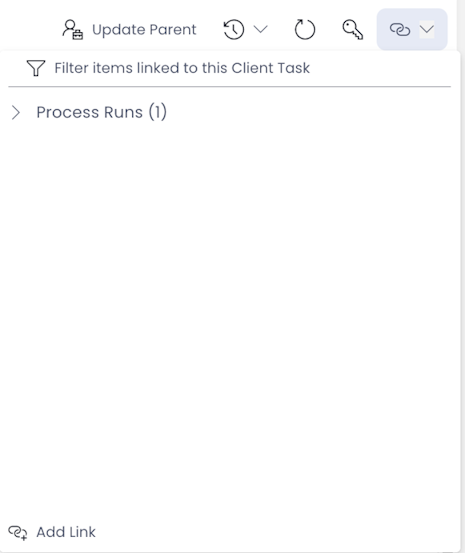 Update Parent
Filter items linked to this Client Task
Process Runs (1)
Add Link